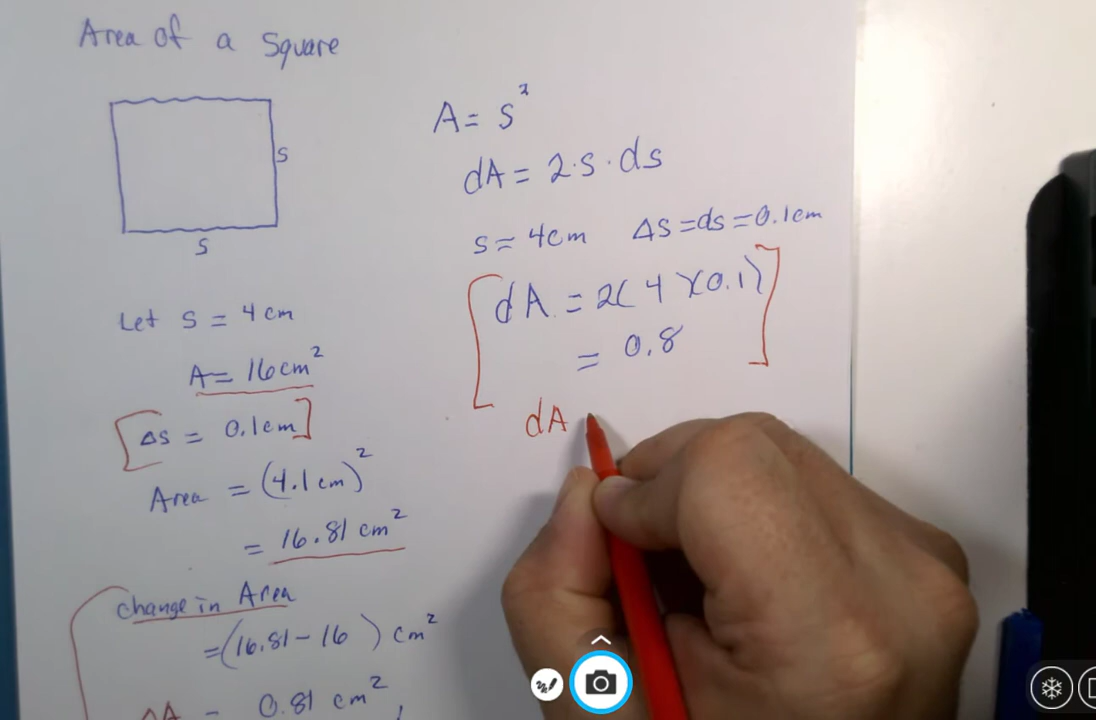 Area of a Square
s
s
Let s = 4 cm
A = 16 cm²
Δs = 0.1 cm
Area = (4.1 cm)²
= 16.81 cm²
change in Area
= (16.81 - 16) cm²
ΔA = 0.81 cm²
A = s²
dA = 2·s·ds
s = 4cm Δs = ds = 0.1cm
dA = 2(4)(0.1)
= 0.8
dA